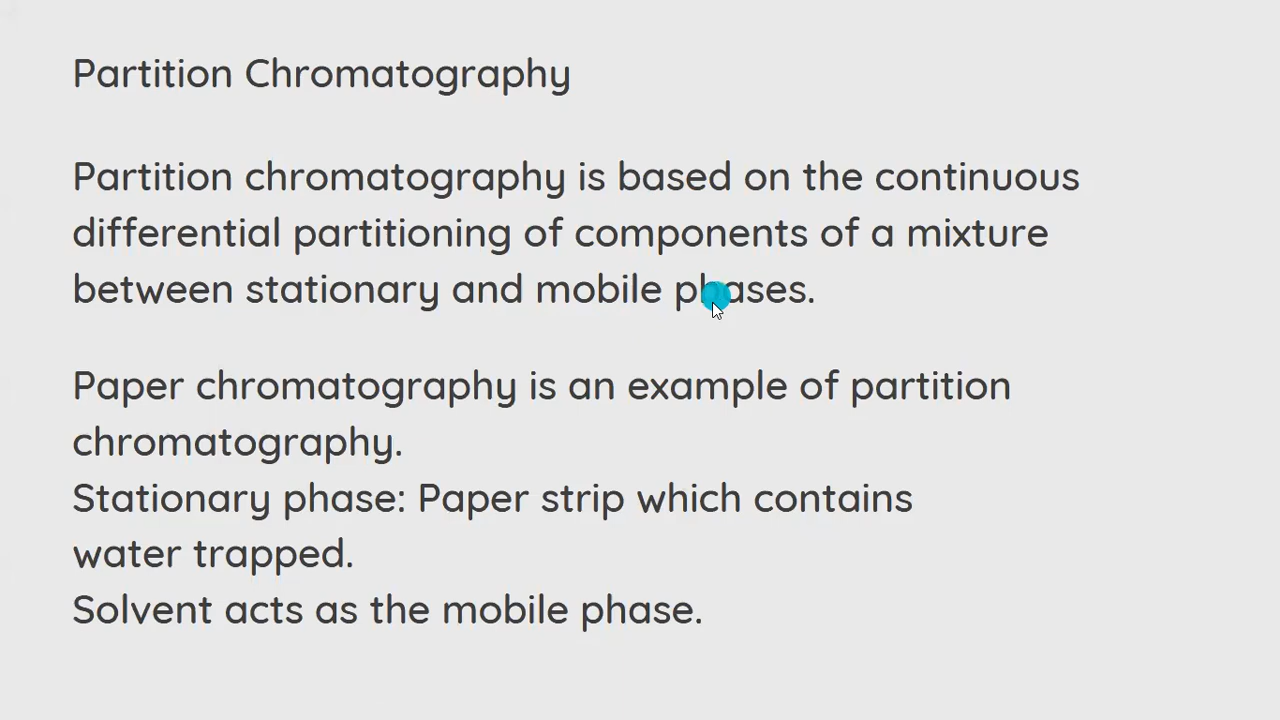 Partition Chromatography
Partition chromatography is based on the continuous
differential partitioning of components of a mixture
between stationary and mobile phases.
Paper chromatography is an example of partition
chromatography.
Stationary phase: Paper strip which contains
water trapped.
Solvent acts as the mobile phase.